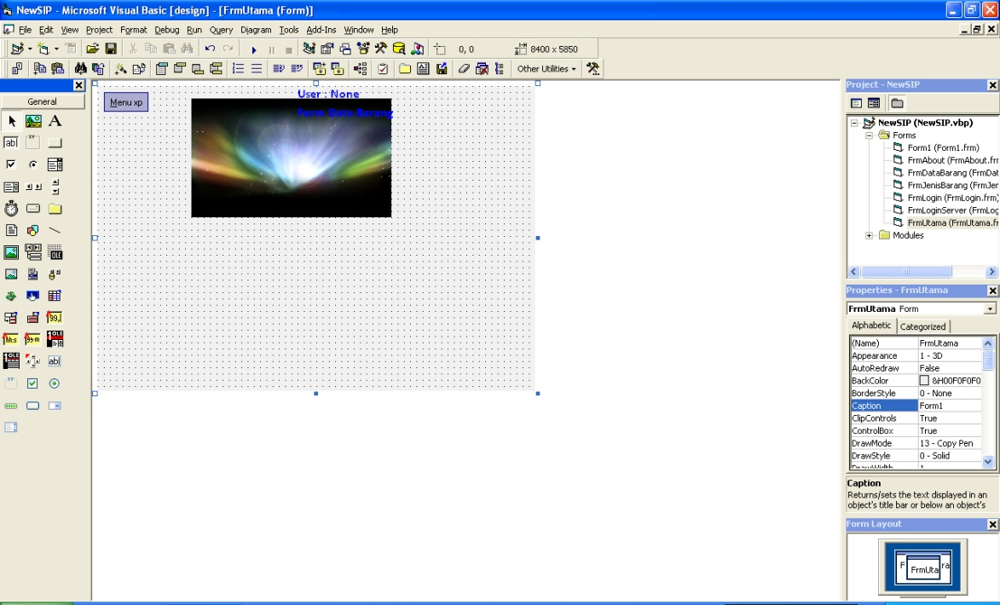 NewSIP - Microsoft Visual Basic [design] - [FrmUtama (Form)]
File Edit View Project Format Debug Run Query Diagram Tools Add-Ins Window Help
0, 0 8400 x 5850
Other Utilities
General
Menu xp
User : None
Form Data Barang
Project - NewSIP
NewSIP (NewSIP.vbp)
Forms
Form1 (Form1.frm)
FrmAbout (FrmAbout.frr
FrmDataBarang (FrmDat
FrmJenisBarang (FrmJer
FrmLogin (FrmLogin.frm)
FrmLoginServer (FrmLog
FrmUtama (FrmUtama.fr
Modules
Properties - FrmUtama
FrmUtama Form
Alphabetic Categorized
(Name) FrmUtama
Appearance 1 - 3D
AutoRedraw False
BackColor &H00F0F0F0
BorderStyle 0 - None
Caption Form1
ClipControls True
ControlBox True
DrawMode 13 - Copy Pen
DrawStyle 0 - Solid
DrawWidth 1
Caption
Returns/sets the text displayed in an
object's title bar or below an object's
Form Layout
F FrmUta ra